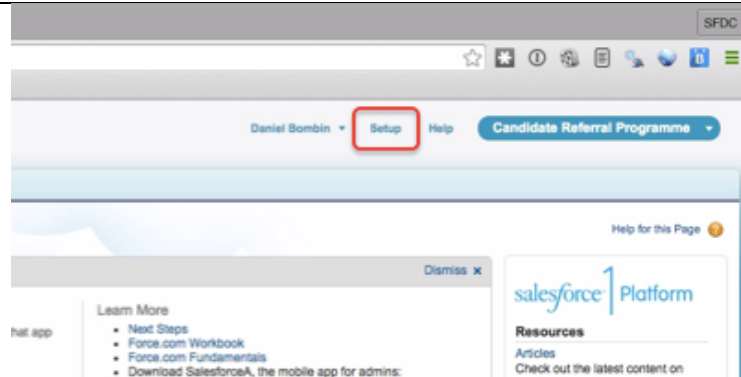 SFDC
Daniel Bombin Setup Help Candidate Referral Programme
Help for this Page
Dismiss x
salesforce1 Platform
Learn More
hat app
• Next Steps
Resources
• Force.com Workbook
• Force.com Fundamentals
Articles
• Download SalesforceA, the mobile app for admins:
Check out the latest content on